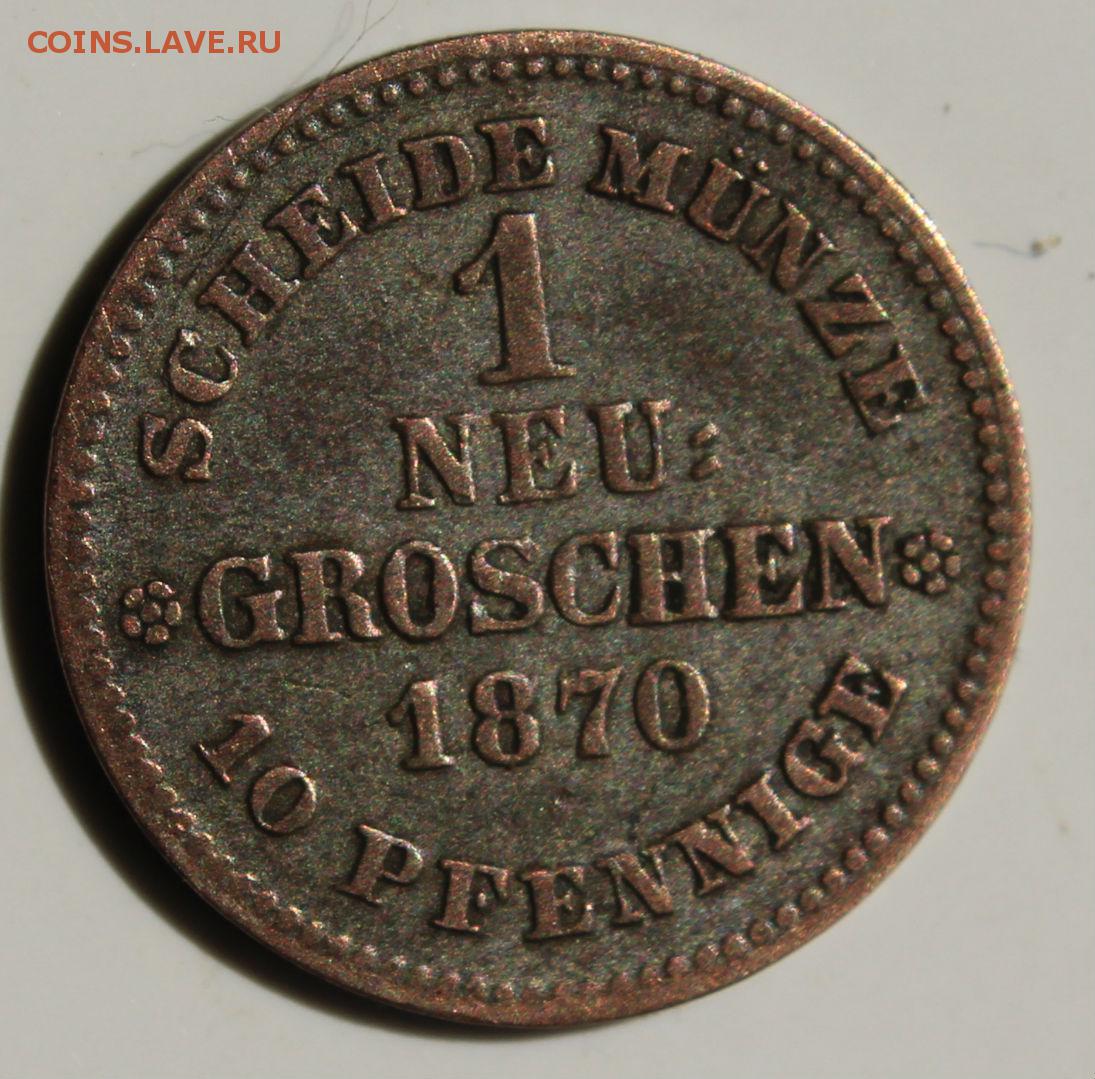 COINS.LAVE.RU
SCHEIDE MÜNZE
1
NEU:
GROSCHEN
1870
10 PFENNIGE